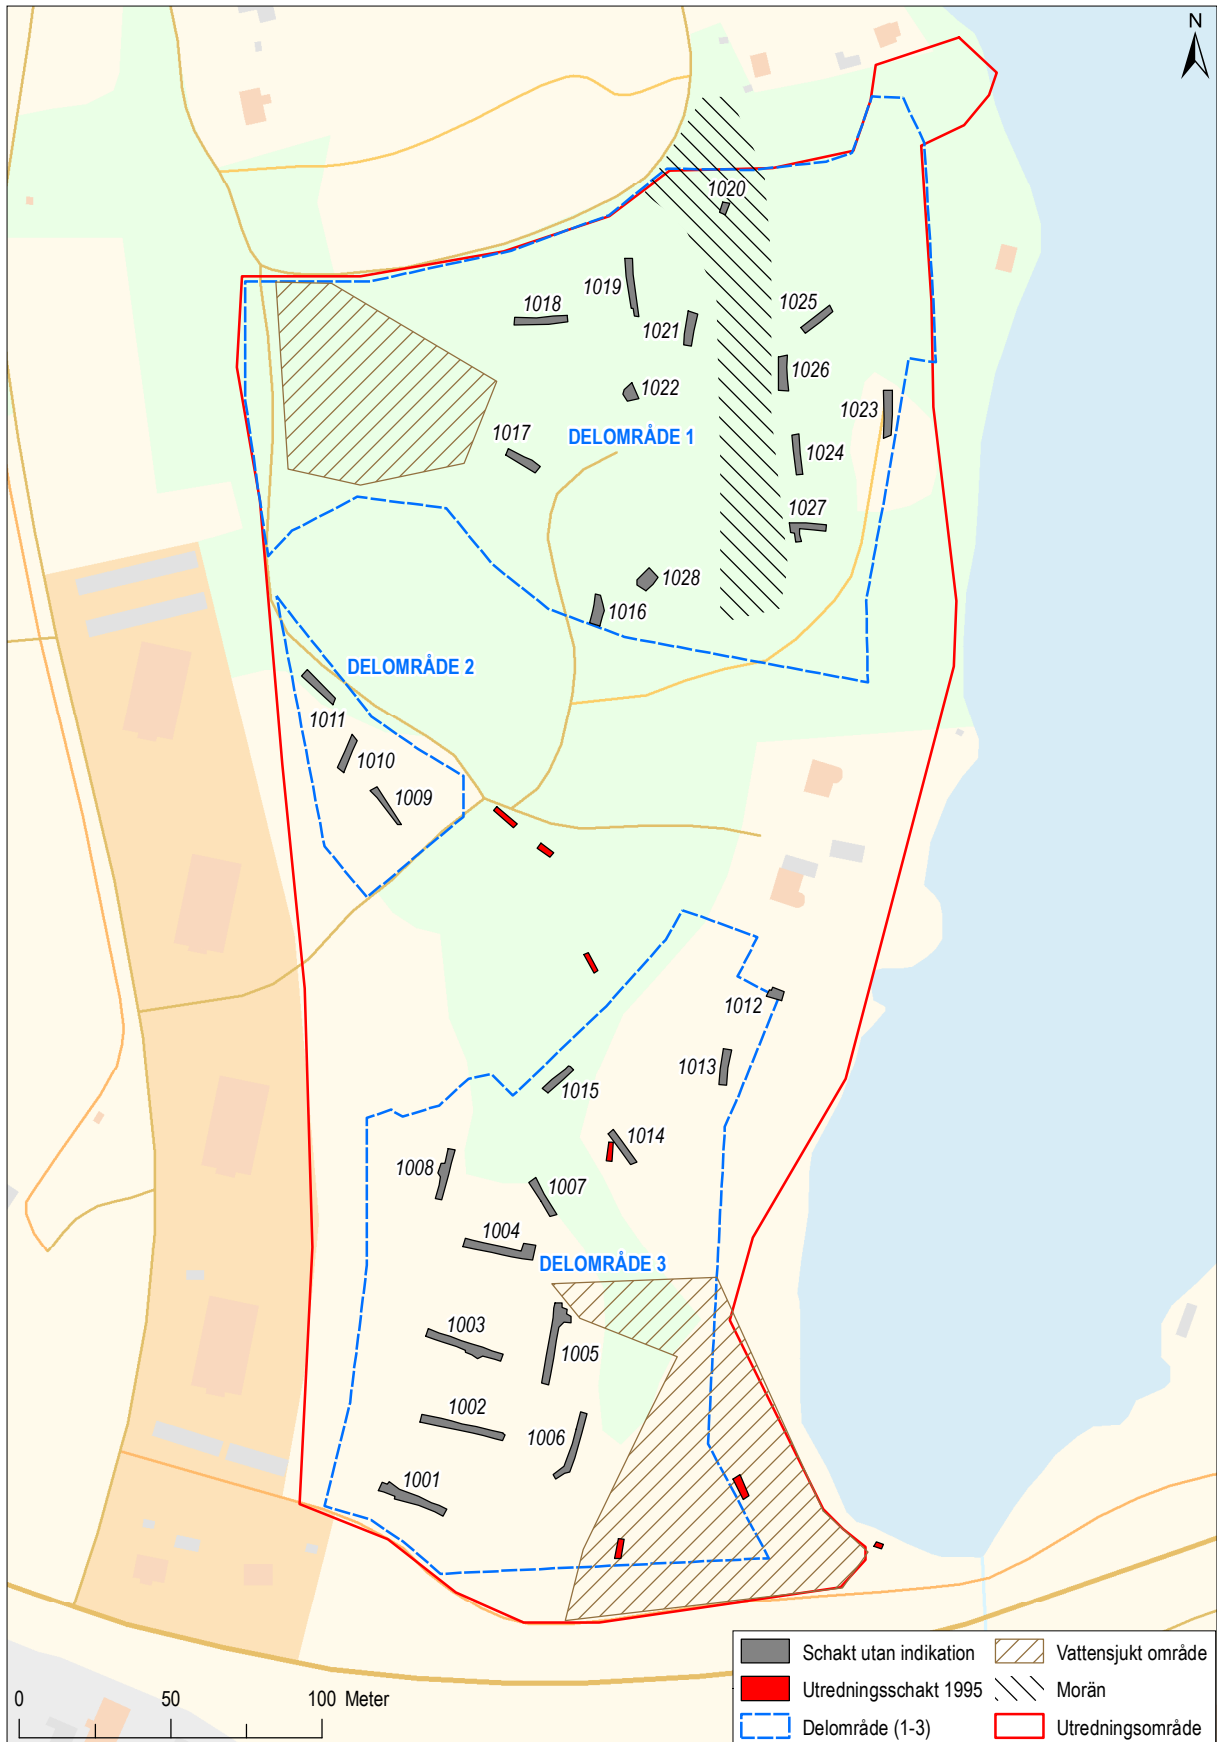 N
1020
1019
1018
1025
1021
1026
1022
1023
DELOMRÅDE 1
1017
1024
1027
1028
1016
DELOMRÅDE 2
1011
1010
1009
1012
1013
1015
1014
1008
1007
1004
DELOMRÅDE 3
1003
1005
1002
1006
1001
Schakt utan indikation
Vattensjukt område
Utredningsschakt 1995
Morän
Delområde (1-3)
Utredningsområde
0 50 100 Meter